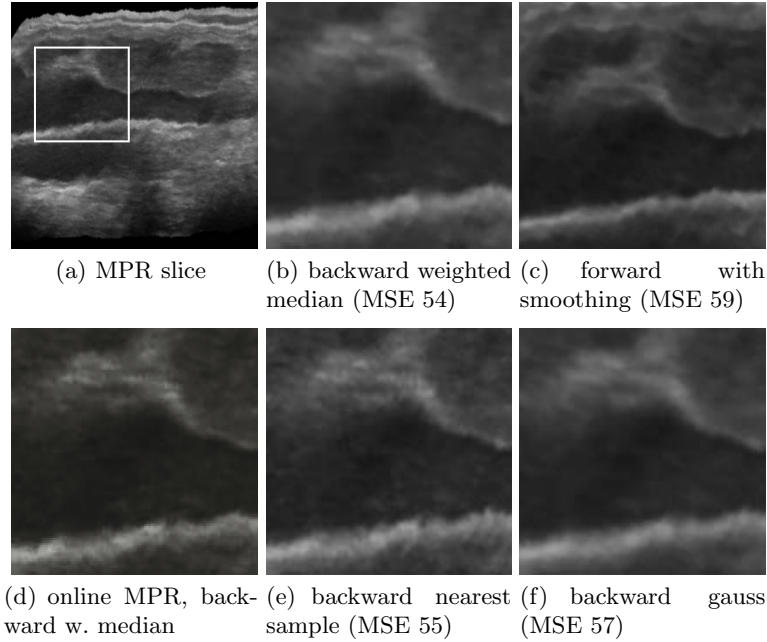 (a) MPR slice
(b) backward weighted
median (MSE 54)
(c) forward with
smoothing (MSE 59)
(d) online MPR, back-
ward w. median
(e) backward nearest
sample (MSE 55)
(f) backward gauss
(MSE 57)